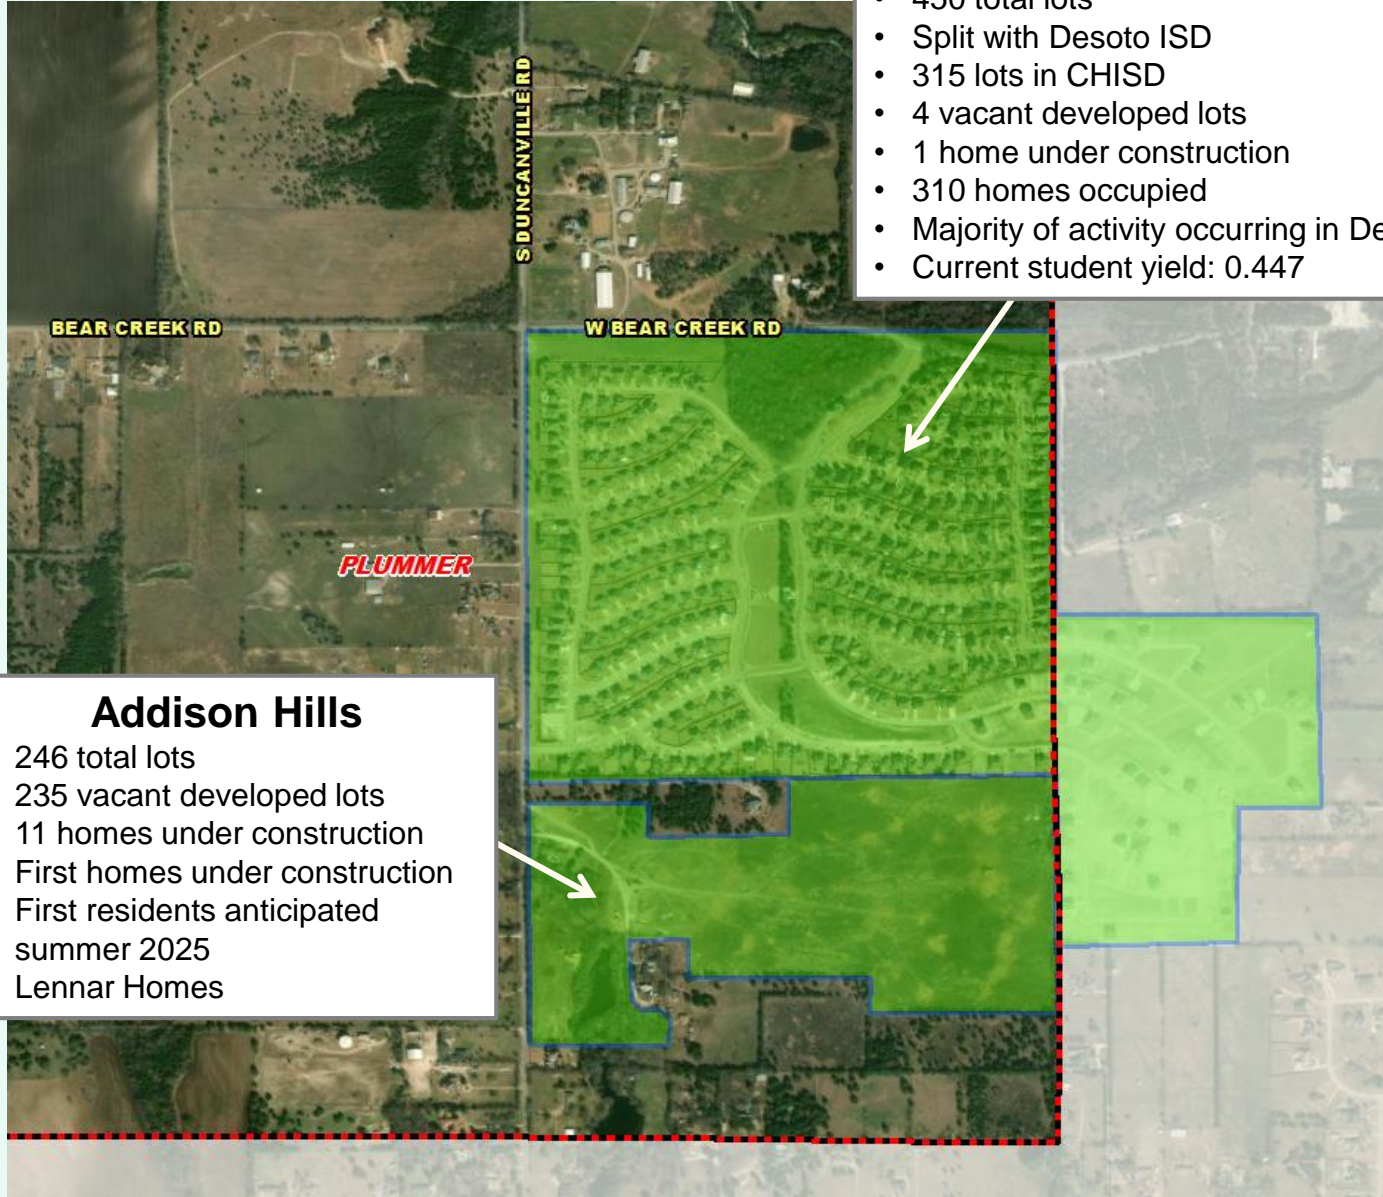 total lots
• Split with Desoto ISD
• 315 lots in CHISD
• 4 vacant developed lots
• 1 home under construction
• 310 homes occupied
• Majority of activity occurring in De
• Current student yield: 0.447
S DUNCANVILLE RD
BEAR CREEK RD
W BEAR CREEK RD
PLUMMER
Addison Hills
246 total lots
235 vacant developed lots
11 homes under construction
First homes under construction
First residents anticipated
summer 2025
Lennar Homes